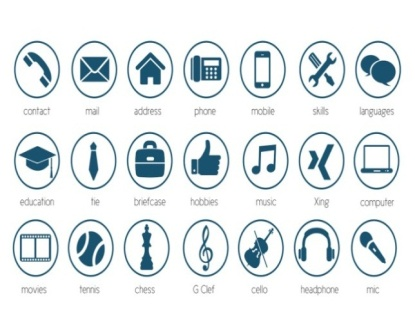 contact mail address phone mobile skills languages
education tie briefcase hobbies music Xing computer
movies tennis chess G Clef cello headphone mic